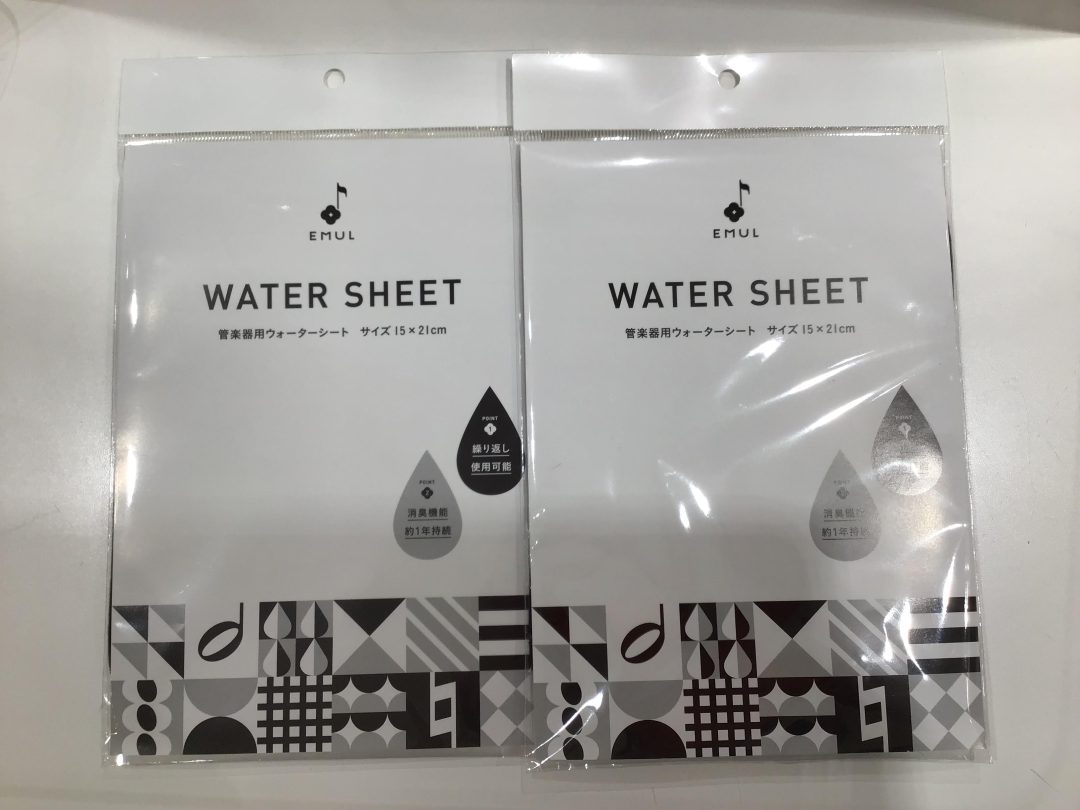 EMUL
WATER SHEET
管楽器用ウォーターシート サイズ 15×21cm
POINT
1
繰り返し
使用可能
POINT
2
消臭機能
約1年持続
EMUL
WATER SHEET
管楽器用ウォーターシート サイズ 15×21cm
POINT
1
POINT
消臭機
約1年持